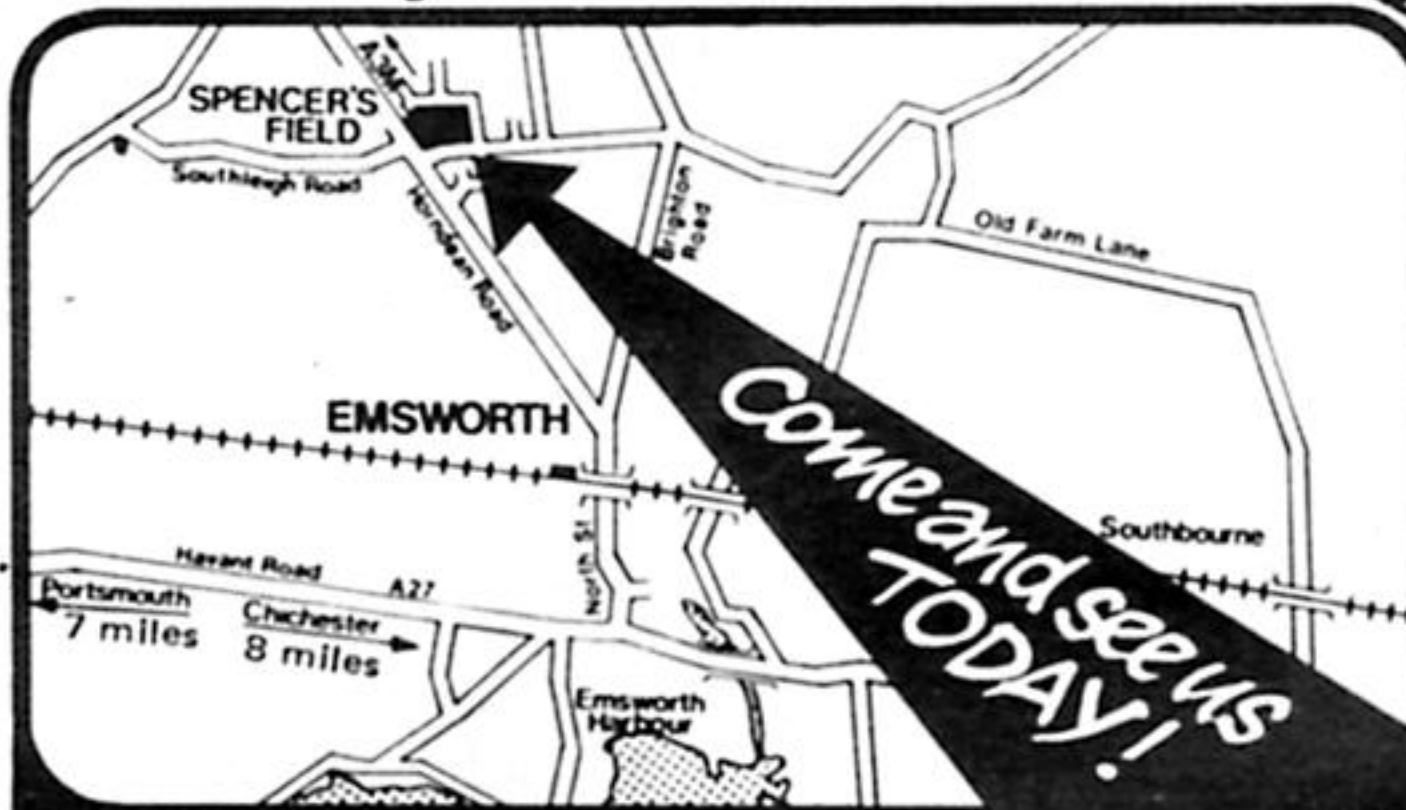 A3M
SPENCER'S
FIELD
Southleigh Road
Horndean Road
Brighton
Road
Old Farm Lane
EMSWORTH
Come and see us
TODAY!
Southbourne
North St
Havant Road
A27
Portsmouth
7 miles
Chichester
8 miles
Emsworth
Harbour